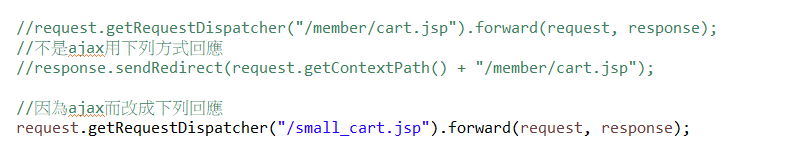 //request.getRequestDispatcher("/member/cart.jsp").forward(request, response);
//不是ajax用下列方式回應
//response.sendRedirect(request.getContextPath() + "/member/cart.jsp");
//因為ajax而改成下列回應
request.getRequestDispatcher("/small_cart.jsp").forward(request, response);